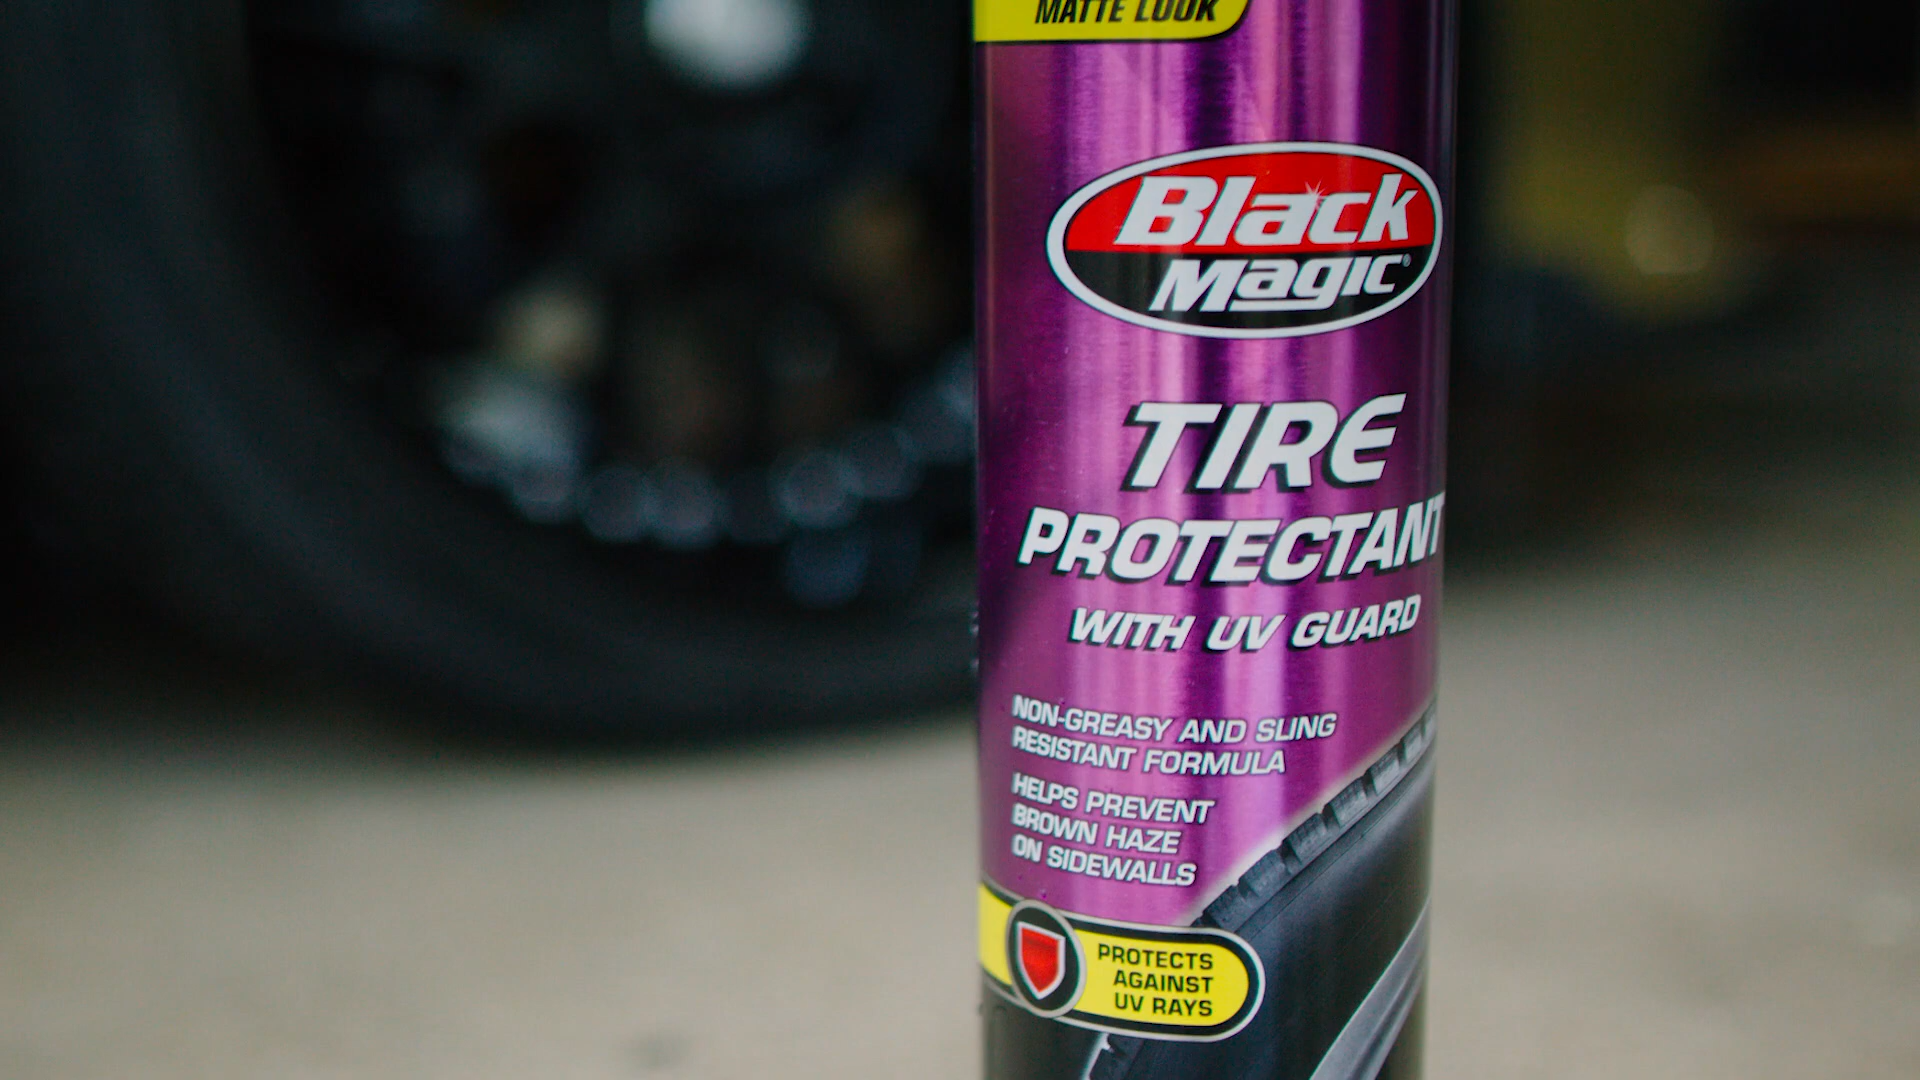 MATTE LOOK
Black
Magic®
TIRE
PROTECTANT
WITH UV GUARD
NON-GREASY AND SLING
RESISTANT FORMULA
HELPS PREVENT
BROWN HAZE
ON SIDEWALLS
PROTECTS
AGAINST
UV RAYS